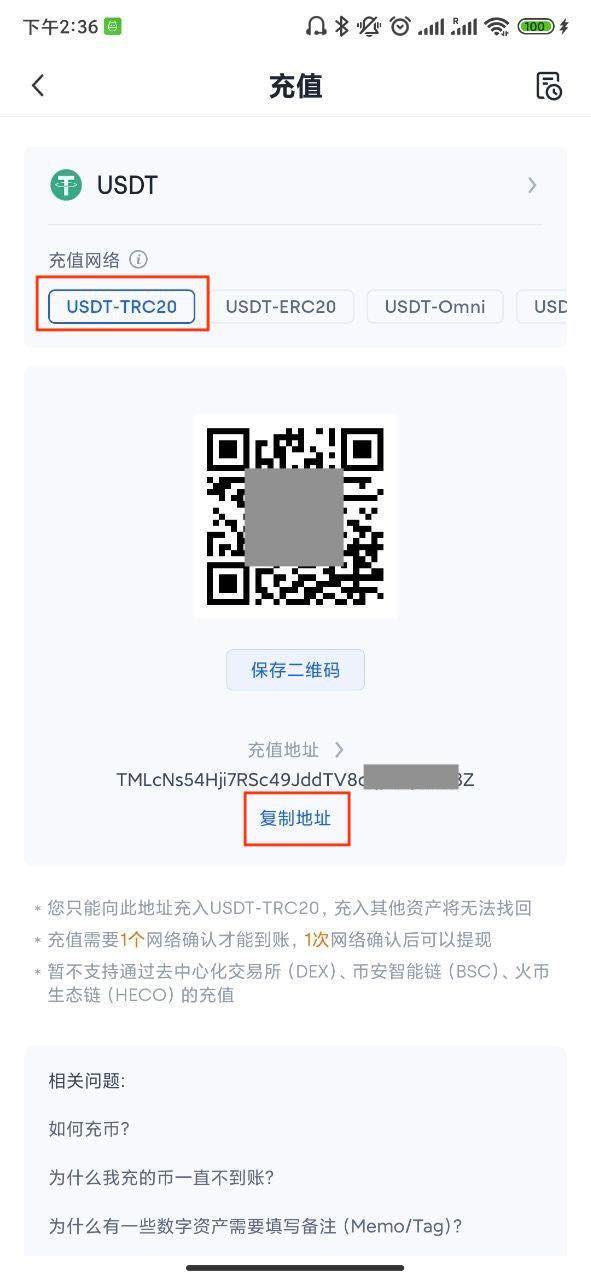 下午2:36
100
充值
USDT
充值网络
USDT-TRC20 USDT-ERC20 USDT-Omni USD
保存二维码
充值地址
TMLcNs54Hji7RSc49JddTV8 Z
复制地址
* 您只能向此地址充入USDT-TRC20，充入其他资产将无法找回
* 充值需要1个网络确认才能到账，1次网络确认后可以提现
* 暂不支持通过去中心化交易所（DEX）、币安智能链（BSC）、火币
生态链（HECO）的充值
相关问题:
如何充币?
为什么我充的币一直不到账?
为什么有一些数字资产需要填写备注（Memo/Tag）?